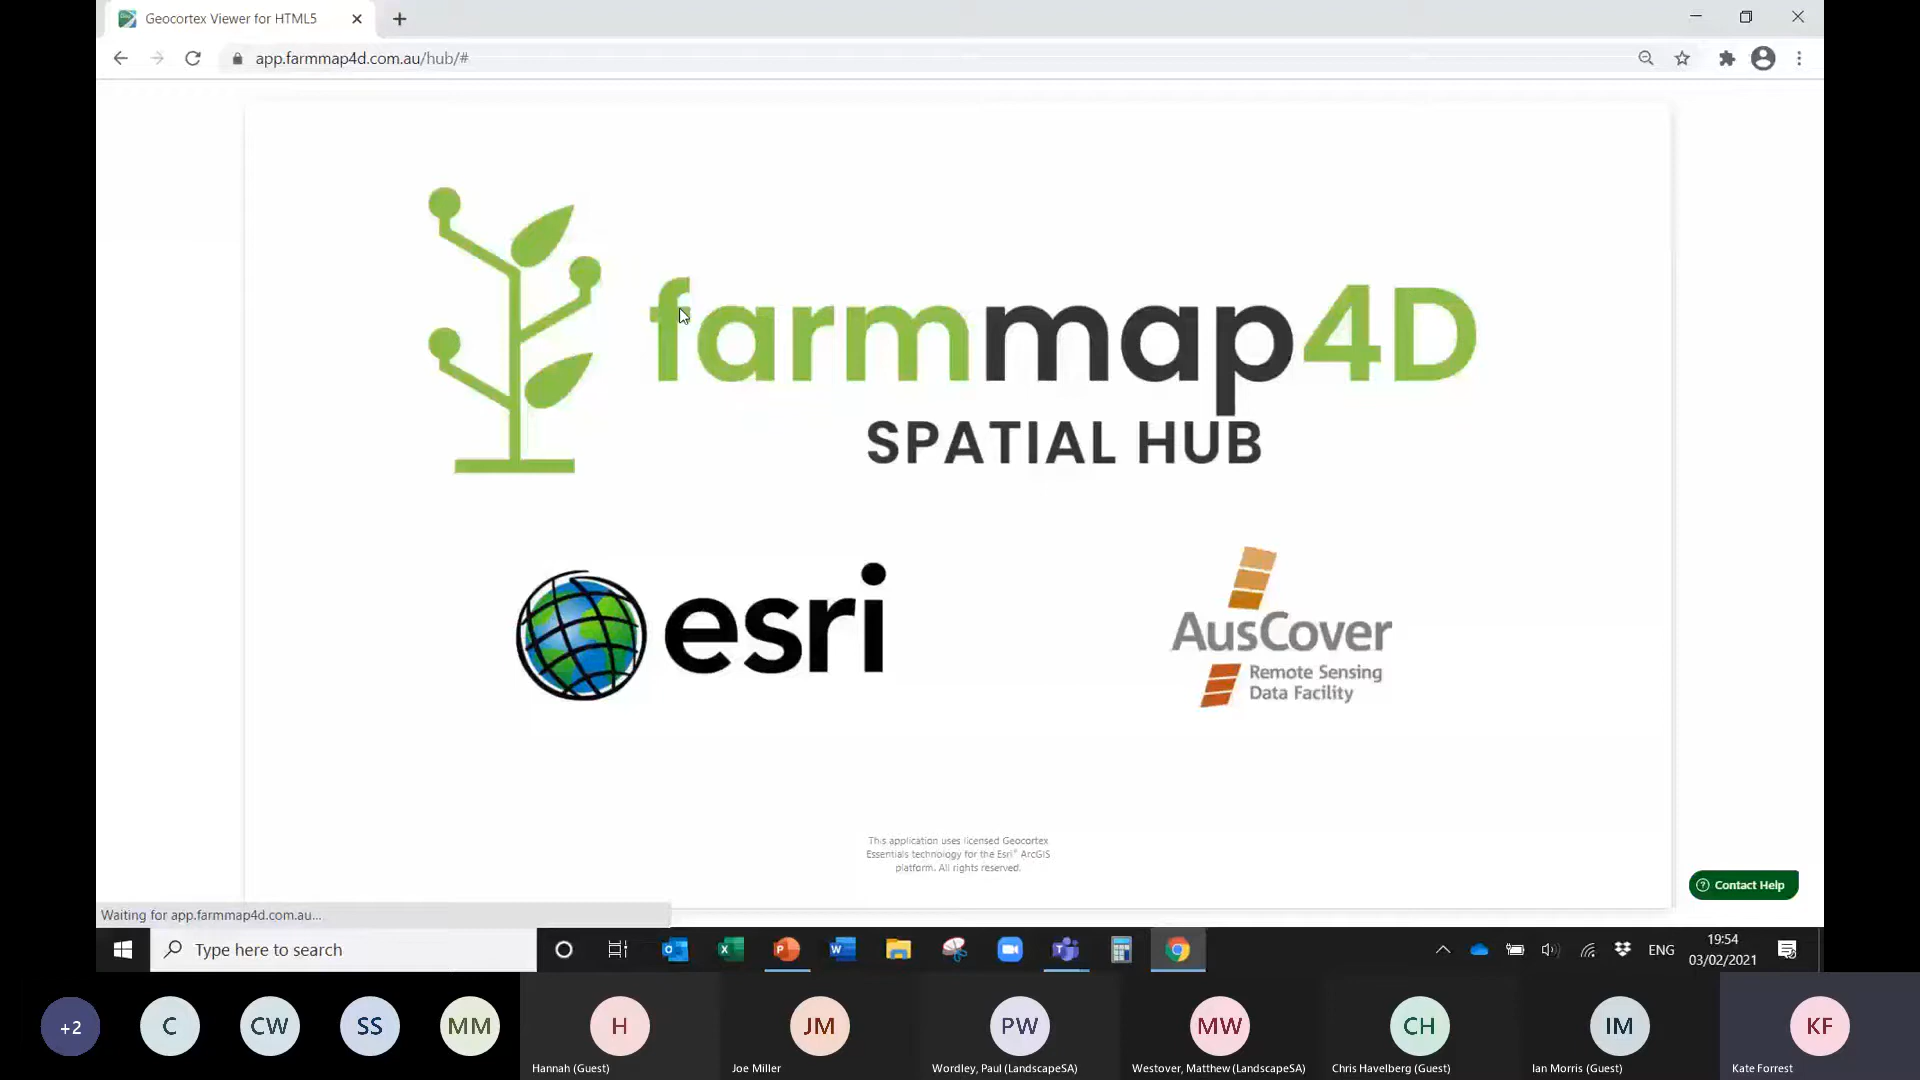 Geocortex Viewer for HTML5
app.farmmap4d.com.au/hub/#
farmmap4D
SPATIAL HUB
esri
AusCover
Remote Sensing
Data Facility
This application uses licensed Geocortex
Essentials technology for the Esri® ArcGIS
platform. All rights reserved.
Contact Help
Waiting for app.farmmap4d.com.au...
Type here to search
ENG
19:54
03/02/2021
+2
C
CW
SS
MM
H
JM
PW
MW
CH
IM
KF
Hannah (Guest)
Joe Miller
Wordley, Paul (LandscapeSA)
Westover, Matthew (LandscapeSA)
Chris Havelberg (Guest)
Ian Morris (Guest)
Kate Forrest